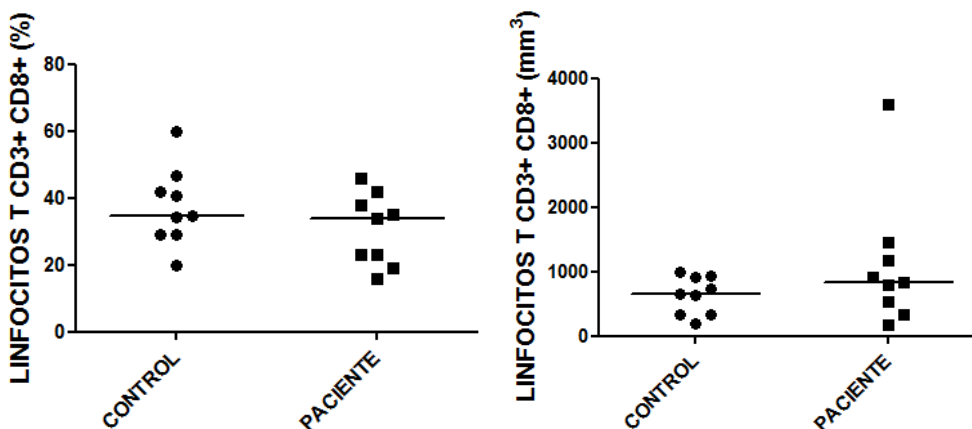 LINFOCITOS T CD3+ CD8+ (%)
80
60
40
20
0
CONTROL
PACIENTE
LINFOCITOS T CD3+ CD8+ (mm³)
4000
3000
2000
1000
0
CONTROL
PACIENTE